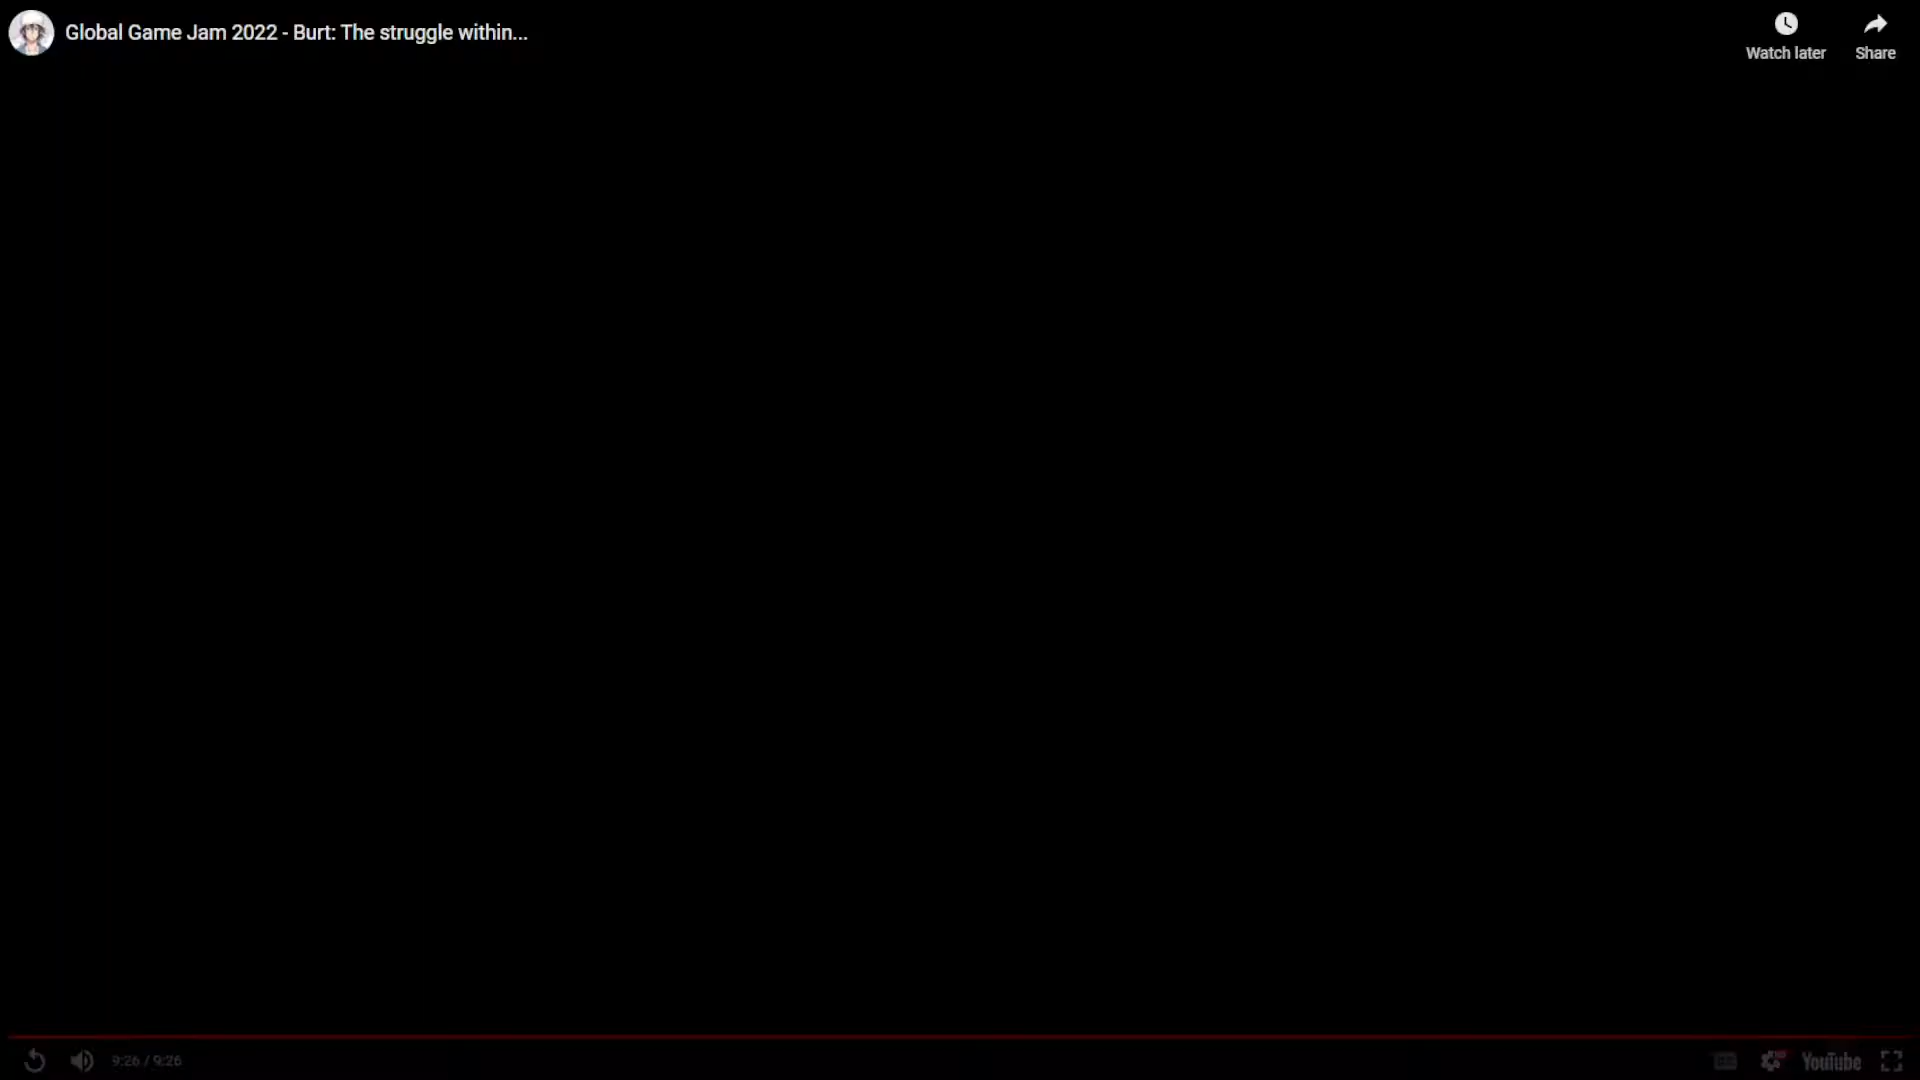 Global Game Jam 2022 - Burt: The struggle within...
Watch later
Share
9:26 / 9:26
YouTube